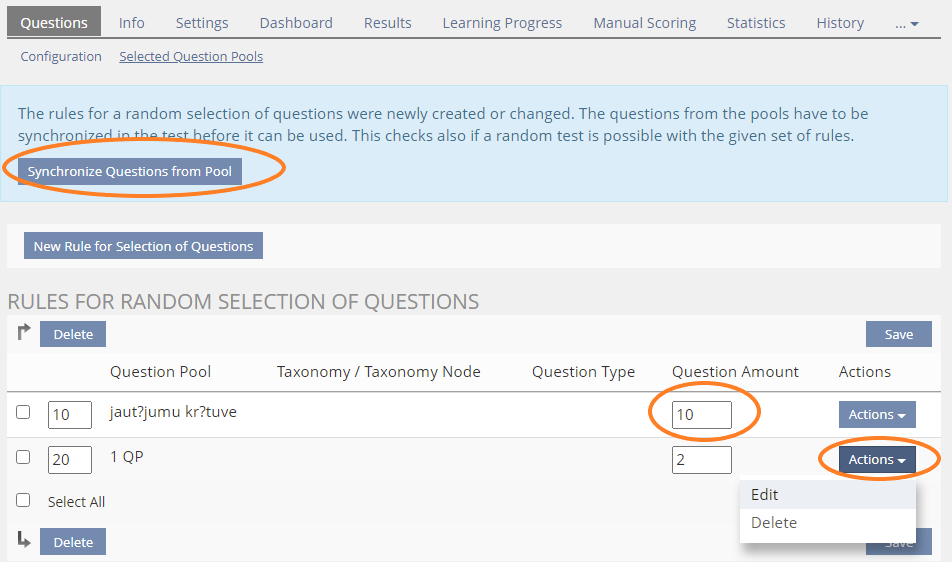 Questions Info Settings Dashboard Results Learning Progress Manual Scoring Statistics History ...
Configuration Selected Question Pools
The rules for a random selection of questions were newly created or changed. The questions from the pools have to be
synchronized in the test before it can be used. This checks also if a random test is possible with the given set of rules.
Synchronize Questions from Pool
New Rule for Selection of Questions
RULES FOR RANDOM SELECTION OF QUESTIONS
Delete Save
Question Pool Taxonomy / Taxonomy Node Question Type Question Amount Actions
10 jaut?jumu kr?tuve 10 Actions
20 1 QP 2 Actions
Edit
Select All
Delete
Delete Save